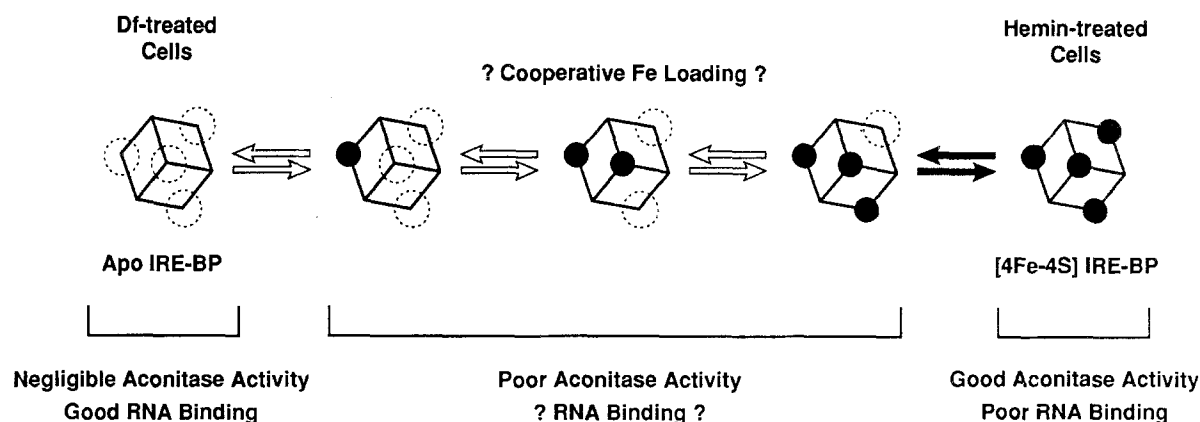 Df-treated
Cells
Hemin-treated
Cells
? Cooperative Fe Loading ?
Apo IRE-BP
[4Fe-4S] IRE-BP
Negligible Aconitase Activity
Good RNA Binding
Poor Aconitase Activity
? RNA Binding ?
Good Aconitase Activity
Poor RNA Binding